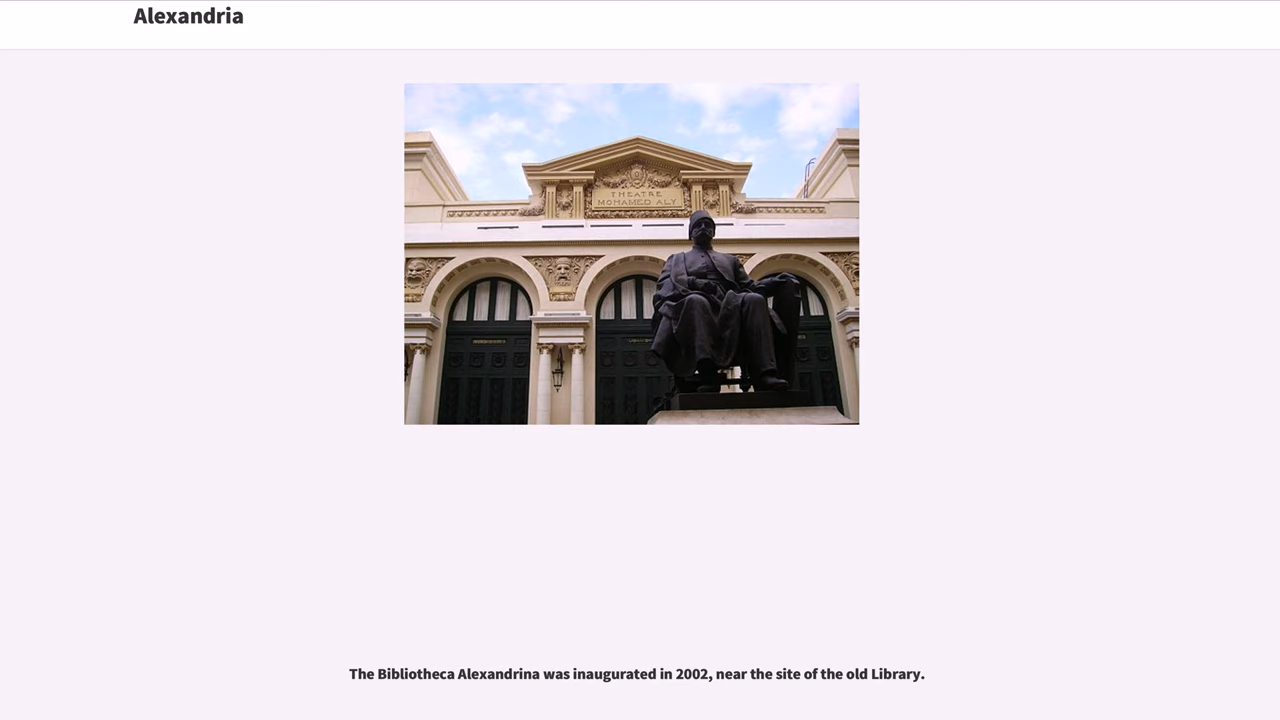 Alexandria
THEATRE
MOHAMED ALY
The Bibliotheca Alexandrina was inaugurated in 2002, near the site of the old Library.